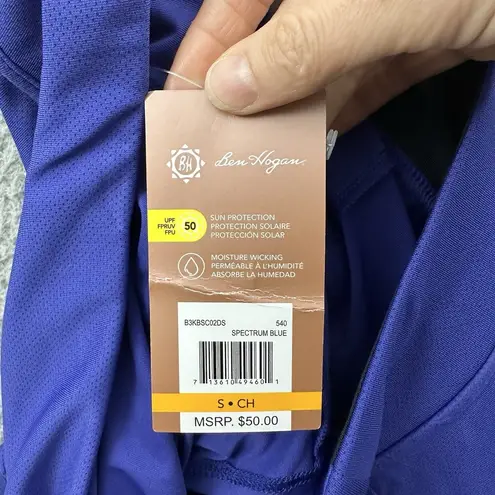 BH
Ben Hogan.
UPF
FPRUV
FPU
50
SUN PROTECTION
PROTECTION SOLAIRE
PROTECCIÓN SOLAR
MOISTURE WICKING
PERMÉABLE À L'HUMIDITÉ
ABSORBE LA HUMEDAD
B3KBSC02DS 540
SPECTRUM BLUE
7 13610 49460 1
S • CH
MSRP. $50.00